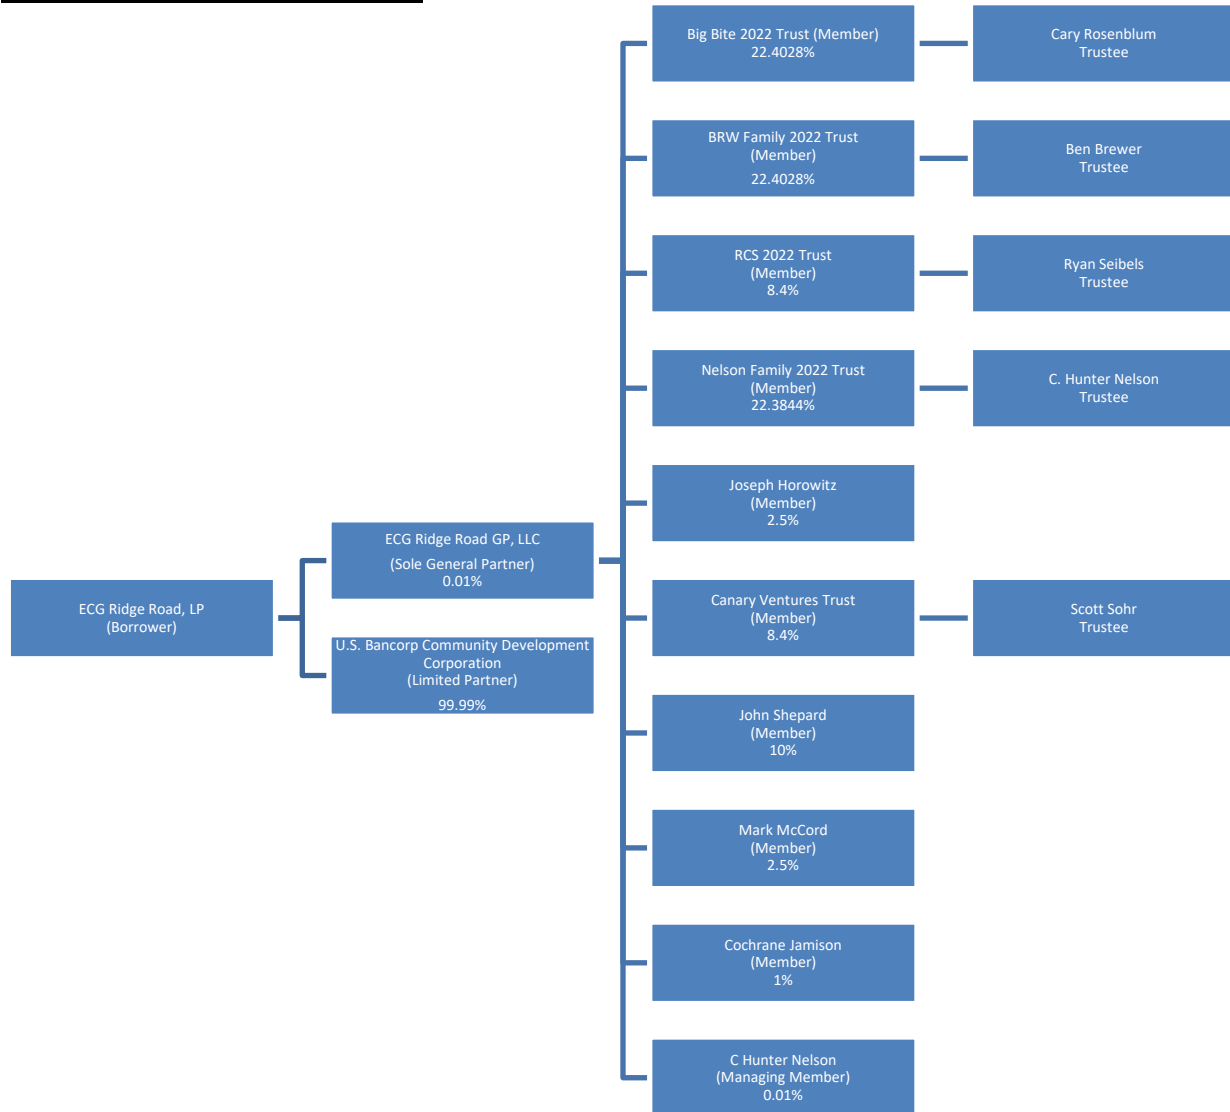 Big Bite 2022 Trust (Member)
22.4028%
Cary Rosenblum
Trustee
BRW Family 2022 Trust
(Member)
22.4028%
Ben Brewer
Trustee
RCS 2022 Trust
(Member)
8.4%
Ryan Seibels
Trustee
Nelson Family 2022 Trust
(Member)
22.3844%
C. Hunter Nelson
Trustee
Joseph Horowitz
(Member)
2.5%
ECG Ridge Road GP, LLC
(Sole General Partner)
0.01%
ECG Ridge Road, LP
(Borrower)
Canary Ventures Trust
(Member)
8.4%
Scott Sohr
Trustee
U.S. Bancorp Community Development
Corporation
(Limited Partner)
99.99%
John Shepard
(Member)
10%
Mark McCord
(Member)
2.5%
Cochrane Jamison
(Member)
1%
C Hunter Nelson
(Managing Member)
0.01%